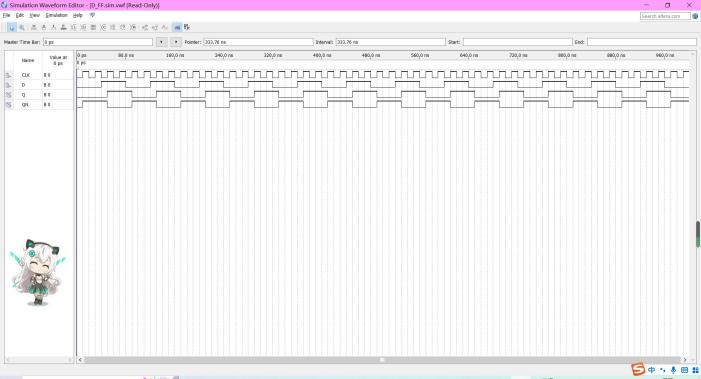 Simulation Waveform Editor - [D_FF.sim.vwf (Read-Only)]
File Edit View Simulation Help
Search altera.com
Master Time Bar: 0 ps Pointer: 333.76 ns Interval: 333.76 ns Start: End:
Name Value at 0 ps
0 ps 80.0 ns 160.0 ns 240.0 ns 320.0 ns 400.0 ns 480.0 ns 560.0 ns 640.0 ns 720.0 ns 800.0 ns 880.0 ns 960.0 ns
0 ps
CLK B 0
D B 0
Q B 0
QN B 0
中